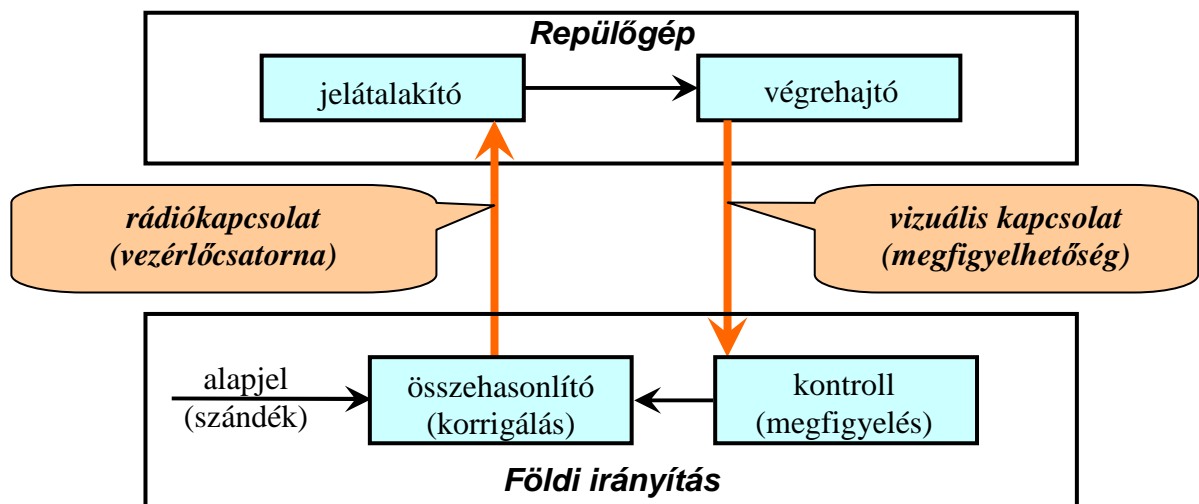 Repülőgép
jelátalakító
végrehajtó
rádiókapcsolat
(vezérlőcsatorna)
vizuális kapcsolat
(megfigyelhetőség)
alapjel
(szándék)
összehasonlító
(korrigálás)
kontroll
(megfigyelés)
Földi irányítás